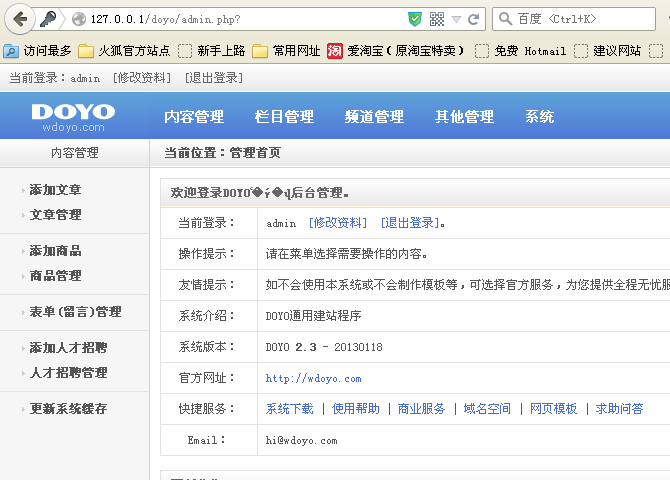 127.0.0.1/doyo/admin.php?
百度 <Ctrl+K>
访问最多 火狐官方站点 新手上路 常用网址 爱淘宝（原淘宝特卖） 免费 Hotmail 建议网站
当前登录：admin [修改资料] [退出登录]
DOYO
wdoyo.com
内容管理 栏目管理 频道管理 其他管理 系统
内容管理
当前位置：管理首页
添加文章
文章管理
添加商品
商品管理
表单(留言)管理
添加人才招聘
人才招聘管理
更新系统缓存
欢迎登录DOYO 后台管理。
当前登录： admin [修改资料] [退出登录]。
操作提示： 请在菜单选择需要操作的内容。
友情提示： 如不会使用本系统或不会制作模板等，可选择官方服务，为您提供全程无忧服
系统介绍： DOYO通用建站程序
系统版本： DOYO 2.3 - 20130118
官方网址： http://wdoyo.com
快捷服务： 系统下载 | 使用帮助 | 商业服务 | 域名空间 | 网页模板 | 求助问答
Email： hi@wdoyo.com